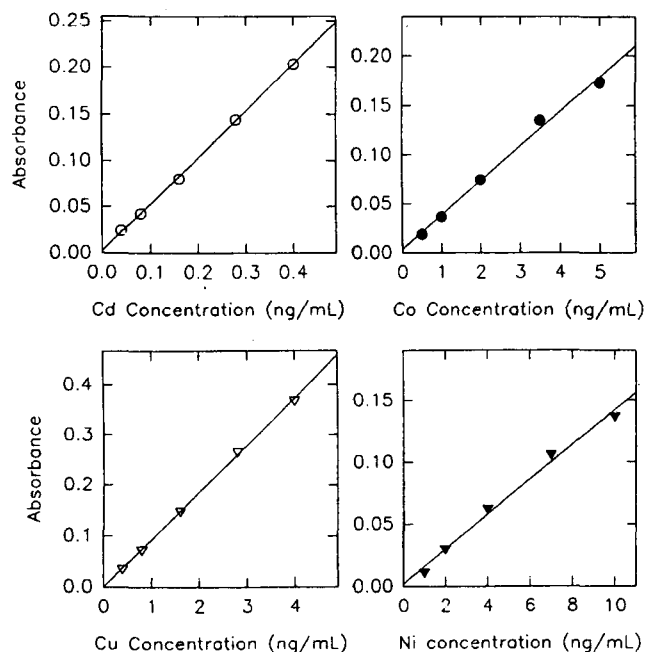 0.25
0.20
0.15
0.10
0.05
0.00
Absorbance
0.0 0.1 0.2 0.3 0.4
Cd Concentration (ng/mL)
0.20
0.15
0.10
0.05
0.00
0 1 2 3 4 5
Co Concentration (ng/mL)
0.4
0.3
0.2
0.1
0.0
Absorbance
0 1 2 3 4
Cu Concentration (ng/mL)
0.15
0.10
0.05
0.00
0 2 4 6 8 10
Ni concentration (ng/mL)